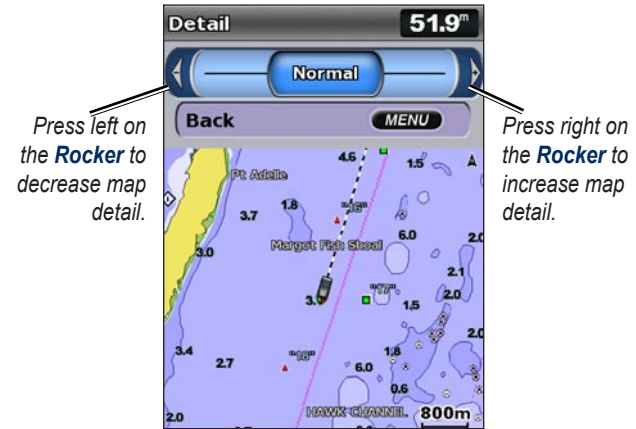 Detail
51.9m
Normal
Back
MENU
Press left on
the Rocker to
decrease map
detail.
Press right on
the Rocker to
increase map
detail.
4.6
1.5
Pt Adelle
3.7
1.8
"16"
6.0
2.0
Margot Fish Shoal
3.0
2.1
"17"
2.0
3.
1.5
2.0
3.4
2.7
"18"
1.8
6.0
0.6
2.0
HAWK CHANNEL
800m